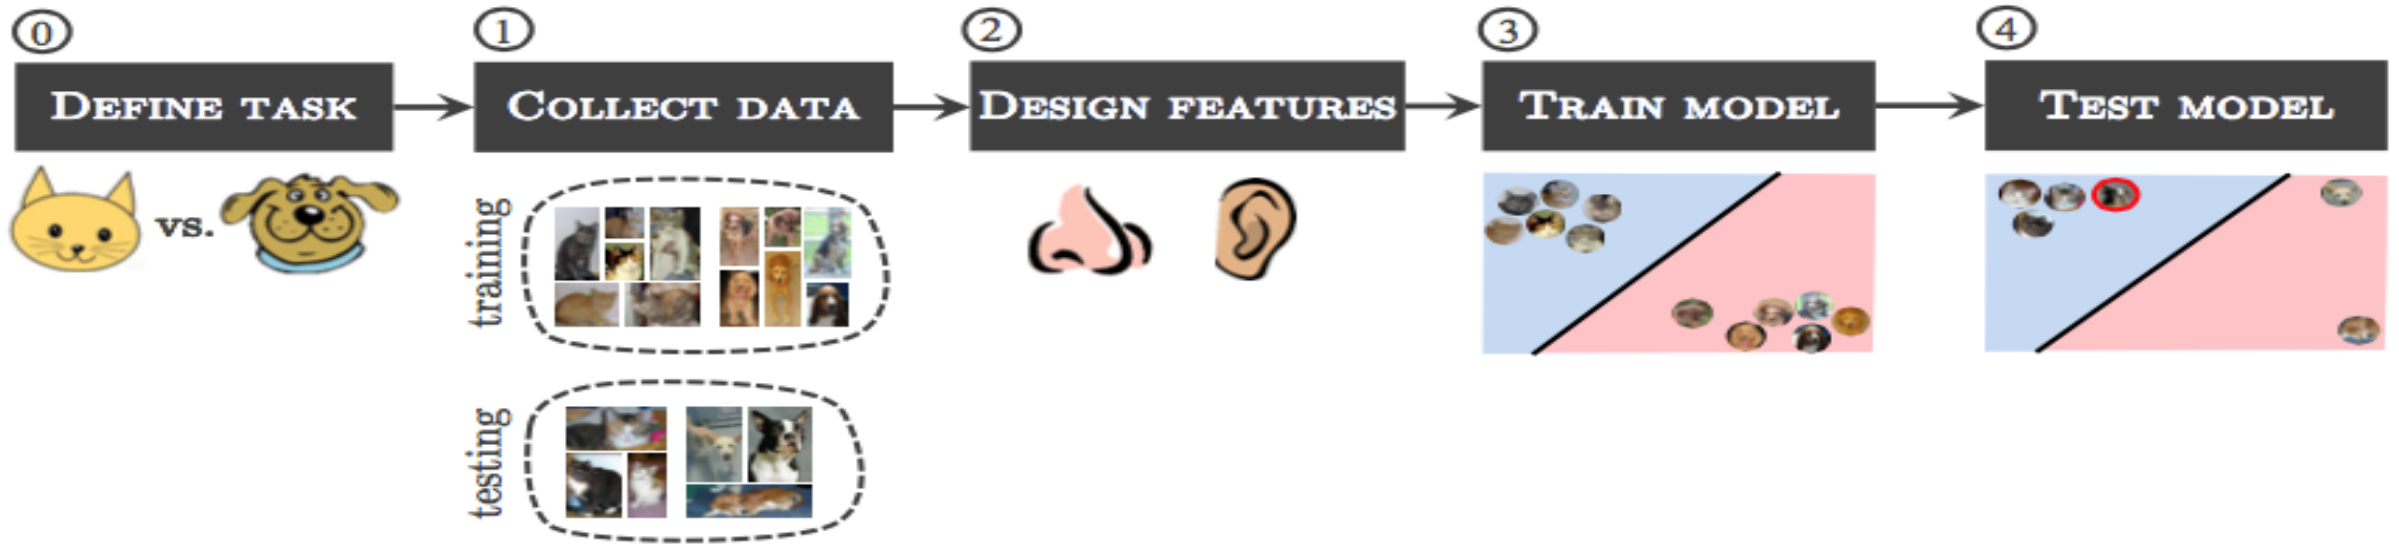 0
1
2
3
4
DEFINE TASK
COLLECT DATA
DESIGN FEATURES
TRAIN MODEL
TEST MODEL
vs.
training
testing